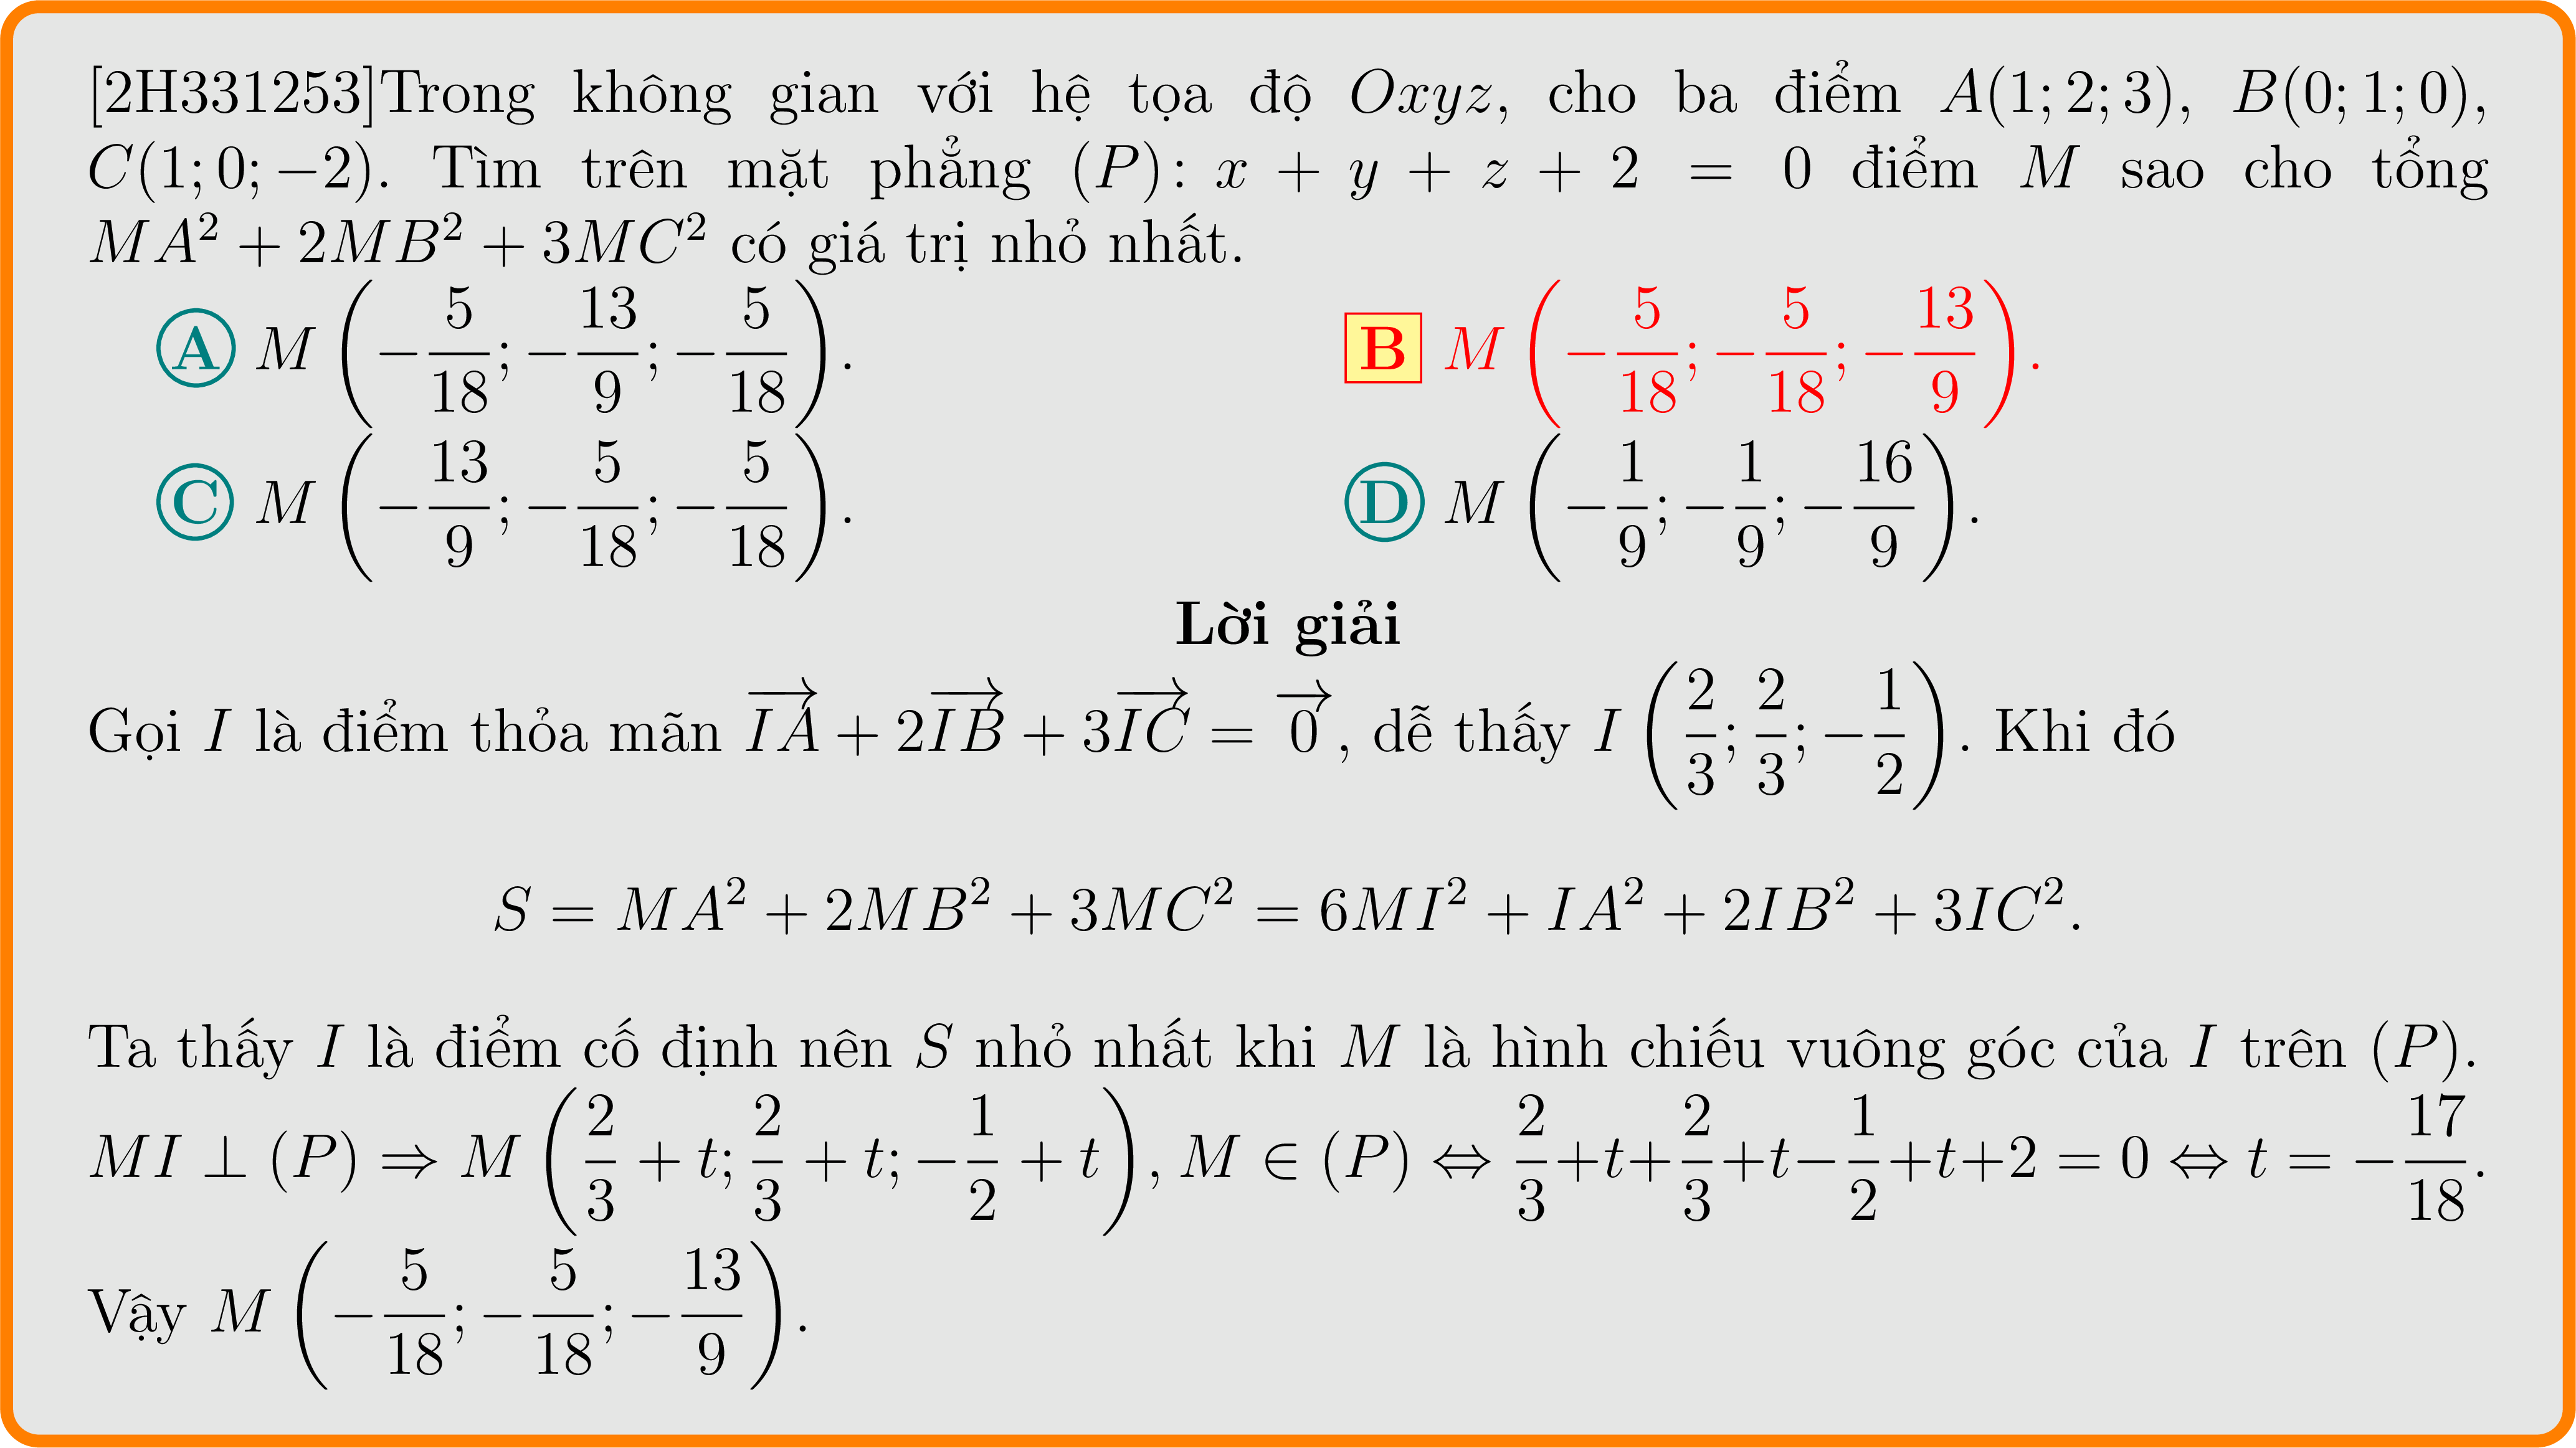 [2H331253]Trong không gian với hệ tọa độ $Oxyz$, cho ba điểm $A(1; 2; 3)$, $B(0; 1; 0)$,
$C(1; 0; -2)$. Tìm trên mặt phẳng $(P): x + y + z + 2 = 0$ điểm $M$ sao cho tổng
$MA^2 + 2MB^2 + 3MC^2$ có giá trị nhỏ nhất.
A $M\left(-\frac{5}{18}; -\frac{13}{9}; -\frac{5}{18}\right)$. B $M\left(-\frac{5}{18}; -\frac{5}{18}; -\frac{13}{9}\right)$.
C $M\left(-\frac{13}{9}; -\frac{5}{18}; -\frac{5}{18}\right)$. D $M\left(-\frac{1}{9}; -\frac{1}{9}; -\frac{16}{9}\right)$.
Lời giải
Gọi $I$ là điểm thỏa mãn $\overrightarrow{IA} + 2\overrightarrow{IB} + 3\overrightarrow{IC} = \overrightarrow{0}$, dễ thấy $I\left(\frac{2}{3}; \frac{2}{3}; -\frac{1}{2}\right)$. Khi đó
$S = MA^2 + 2MB^2 + 3MC^2 = 6MI^2 + IA^2 + 2IB^2 + 3IC^2.$
Ta thấy $I$ là điểm cố định nên $S$ nhỏ nhất khi $M$ là hình chiếu vuông góc của $I$ trên $(P)$.
$MI \perp (P) \Rightarrow M\left(\frac{2}{3} + t; \frac{2}{3} + t; -\frac{1}{2} + t\right)$, $M \in (P) \Leftrightarrow \frac{2}{3}+t+\frac{2}{3}+t-\frac{1}{2}+t+2 = 0 \Leftrightarrow t = -\frac{17}{18}$.
Vậy $M\left(-\frac{5}{18}; -\frac{5}{18}; -\frac{13}{9}\right)$.